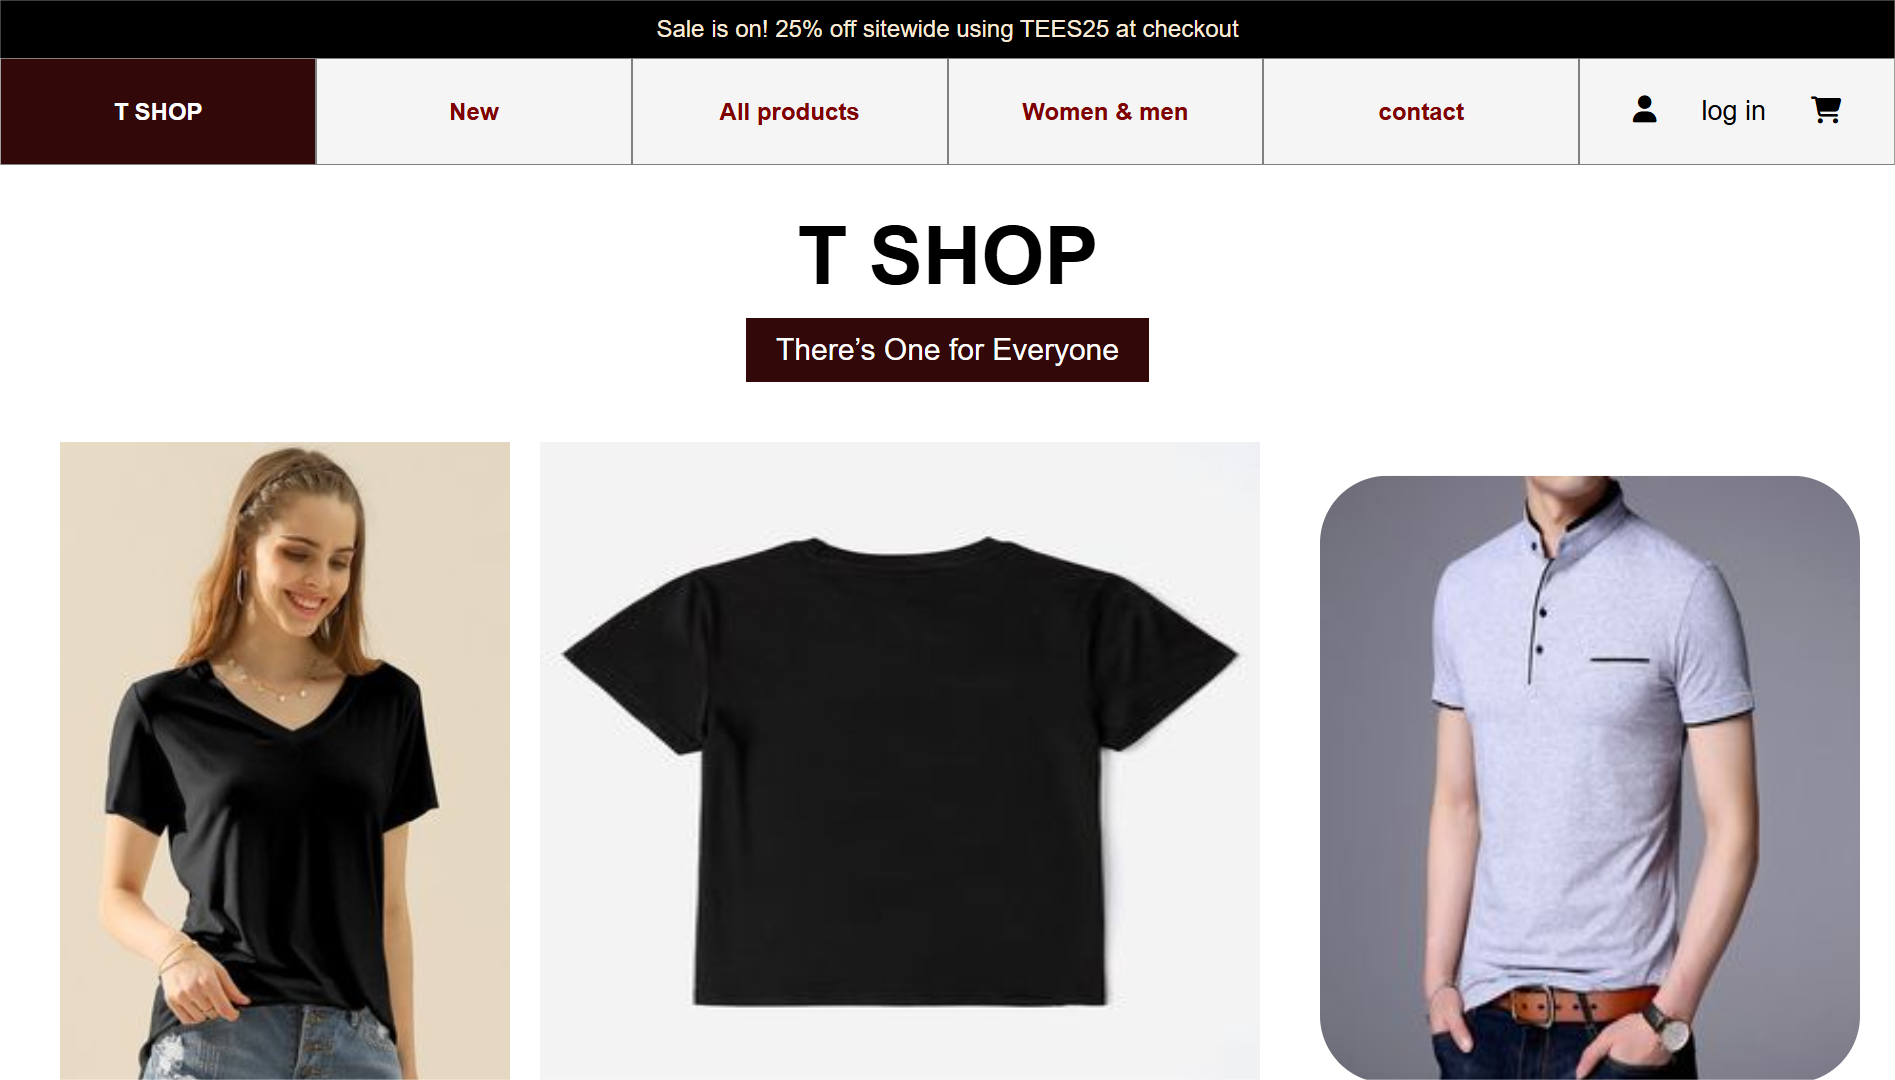 Sale is on! 25% off sitewide using TEES25 at checkout
T SHOP
New
All products
Women & men
contact
log in
T SHOP
There’s One for Everyone